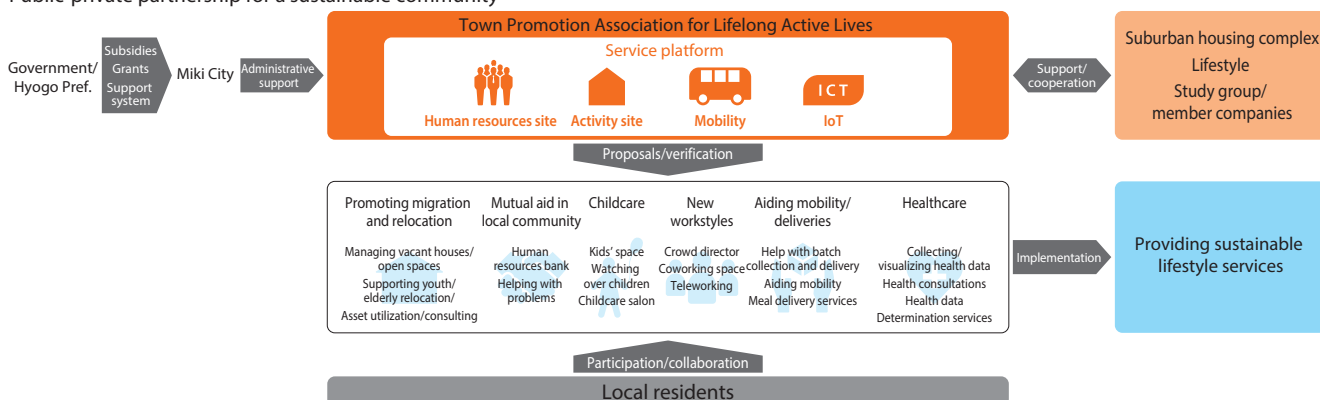 Public-private partnership for a sustainable community
Government/
Hyogo Pref.
Subsidies
Grants
Support
system
Miki City
Administrative
support
Town Promotion Association for Lifelong Active Lives
Service platform
Human resources site
Activity site
Mobility
ICT
IoT
Support/
cooperation
Suburban housing complex
Lifestyle
Study group/
member companies
Proposals/verification
Promoting migration
and relocation
Managing vacant houses/
open spaces
Supporting youth/
elderly relocation/
Asset utilization/consulting
Mutual aid in
local community
Human
resources bank
Helping with
problems
Childcare
Kids’ space
Watching
over children
Childcare salon
New
workstyles
Crowd director
Coworking space
Teleworking
Aiding mobility/
deliveries
Help with batch
collection and delivery
Aiding mobility
Meal delivery services
Healthcare
Collecting/
visualizing health data
Health consultations
Health data
Determination services
Implementation
Providing sustainable
lifestyle services
Participation/collaboration
Local residents